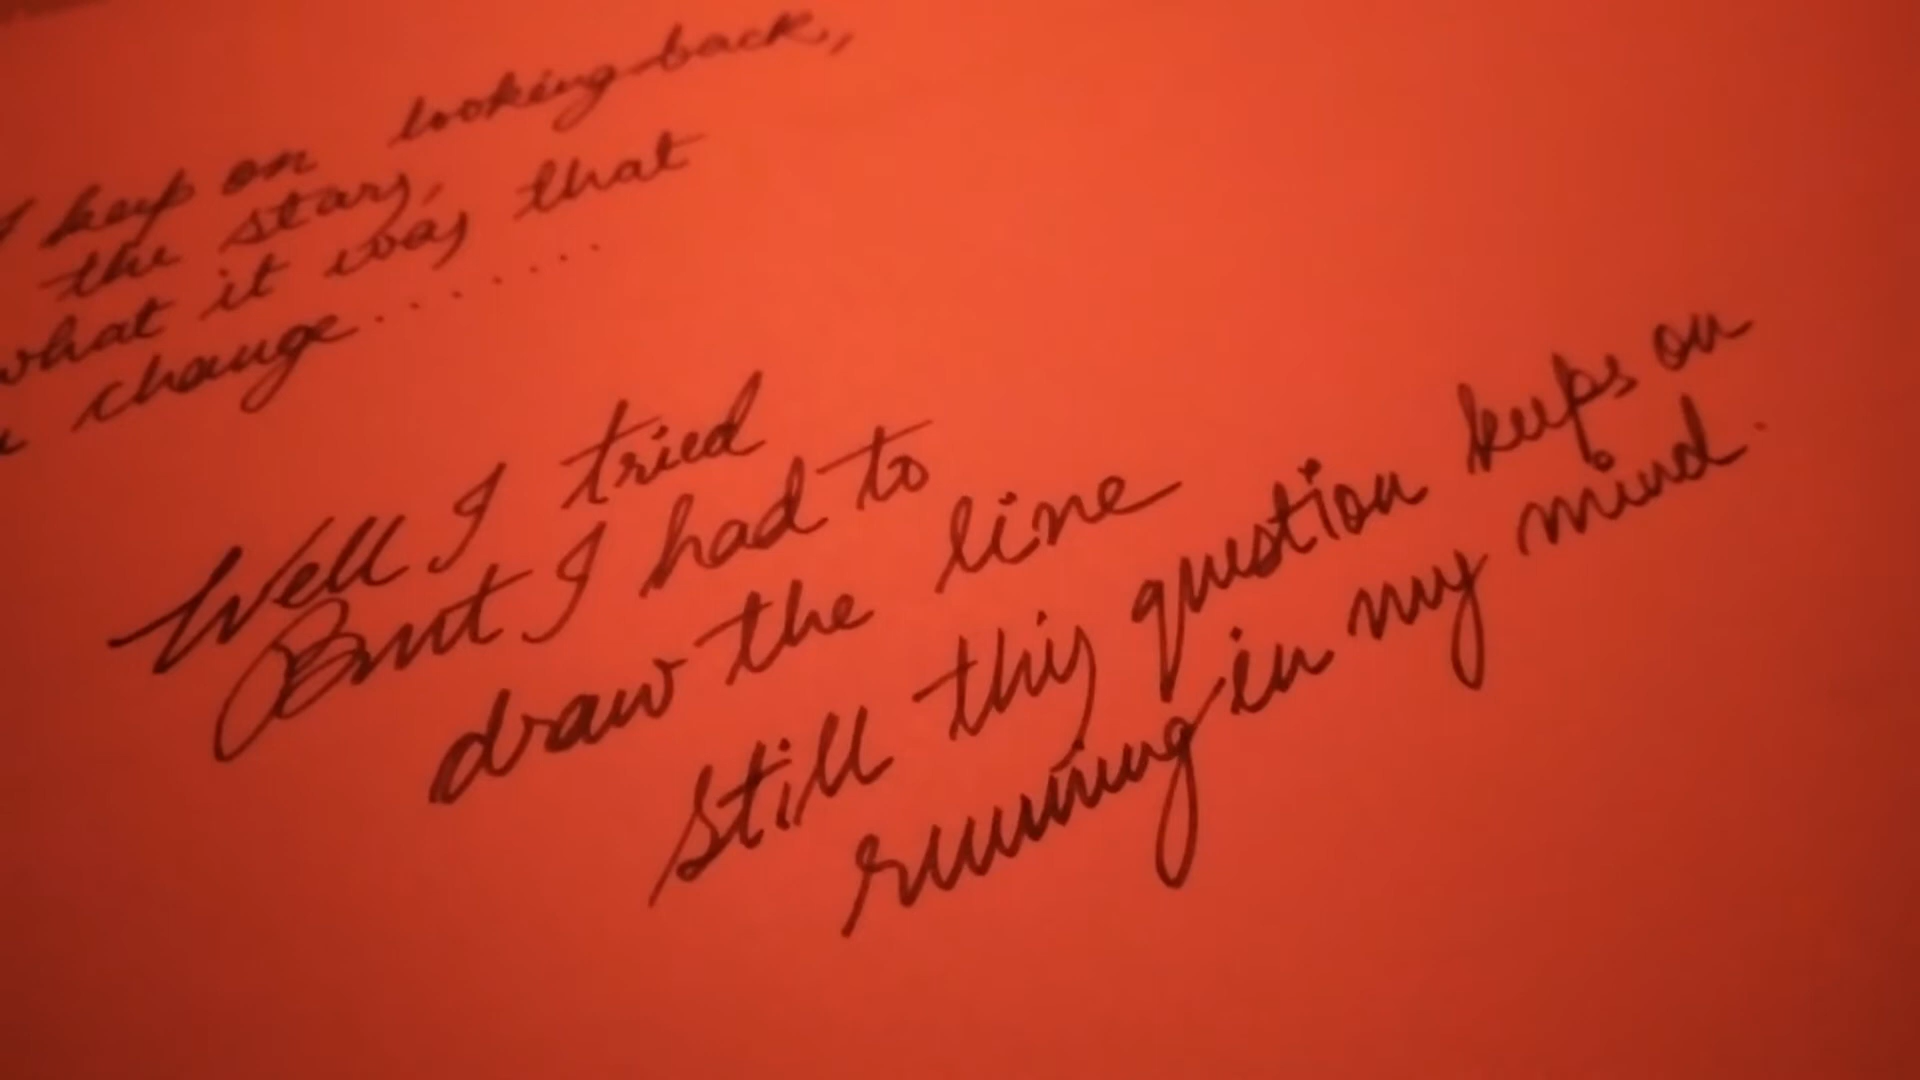 I keep on looking back,
the stars,
what it was that
change.........
Well I tried
But I had to
draw the line
Still this question keeps on
running in my mind.